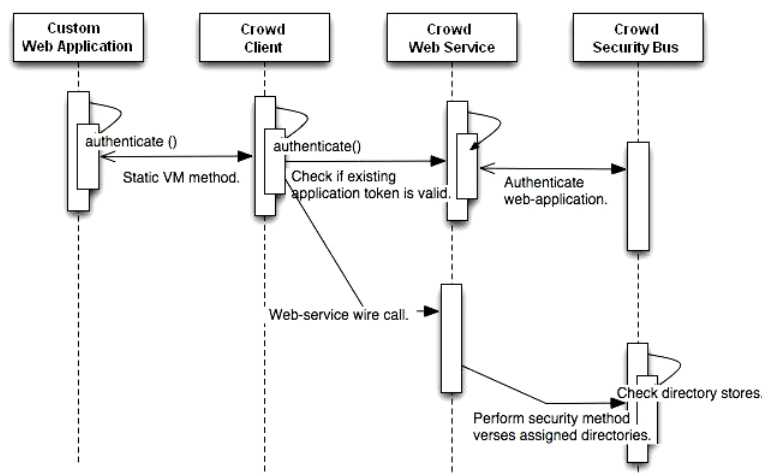 Custom
Web Application
Crowd
Client
Crowd
Web Service
Crowd
Security Bus
authenticate ()
authenticate()
Static VM method.
Check if existing
application token is valid.
Authenticate
web-application.
Web-service wire call.
Check directory stores.
Perform security method
verses assigned directories.